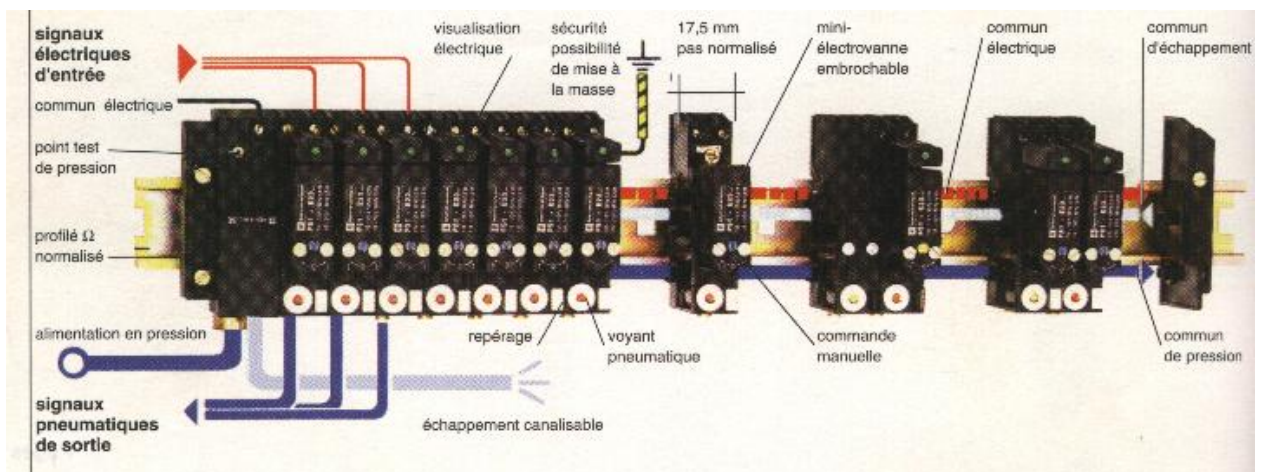 signaux
électriques
d'entrée
commun électrique
point test
de pression
profilé Ω
normalisé
alimentation en pression
signaux
pneumatiques
de sortie
visualisation
électrique
sécurité
possibilité
de mise à
la masse
17,5 mm
pas normalisé
mini-
électrovanne
embrochable
commun
électrique
commun
d'échappement
repérage
voyant
pneumatique
commande
manuelle
commun
de pression
échappement canalisable